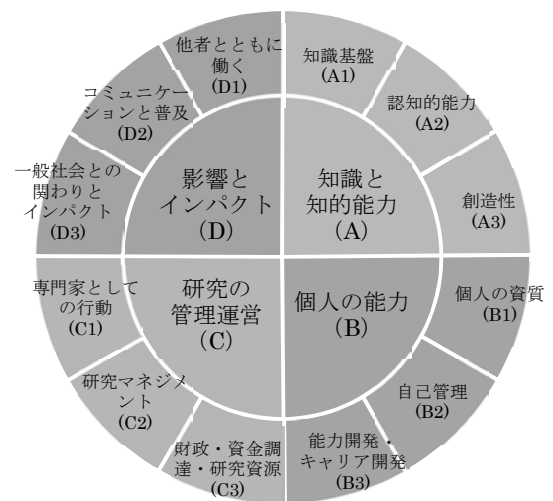 知識と
知的能力
(A)
知識基盤
(A1)
認知的能力
(A2)
創造性
(A3)
個人の能力
(B)
個人の資質
(B1)
自己管理
(B2)
能力開発・
キャリア開発
(B3)
研究の
管理運営
(C)
専門家として
の行動
(C1)
研究マネジメ
ント
(C2)
財政・資金調
達・研究資源
(C3)
影響と
インパクト
(D)
他者とともに
働く
(D1)
コミュニケー
ションと普及
(D2)
一般社会との
関わりと
インパクト
(D3)